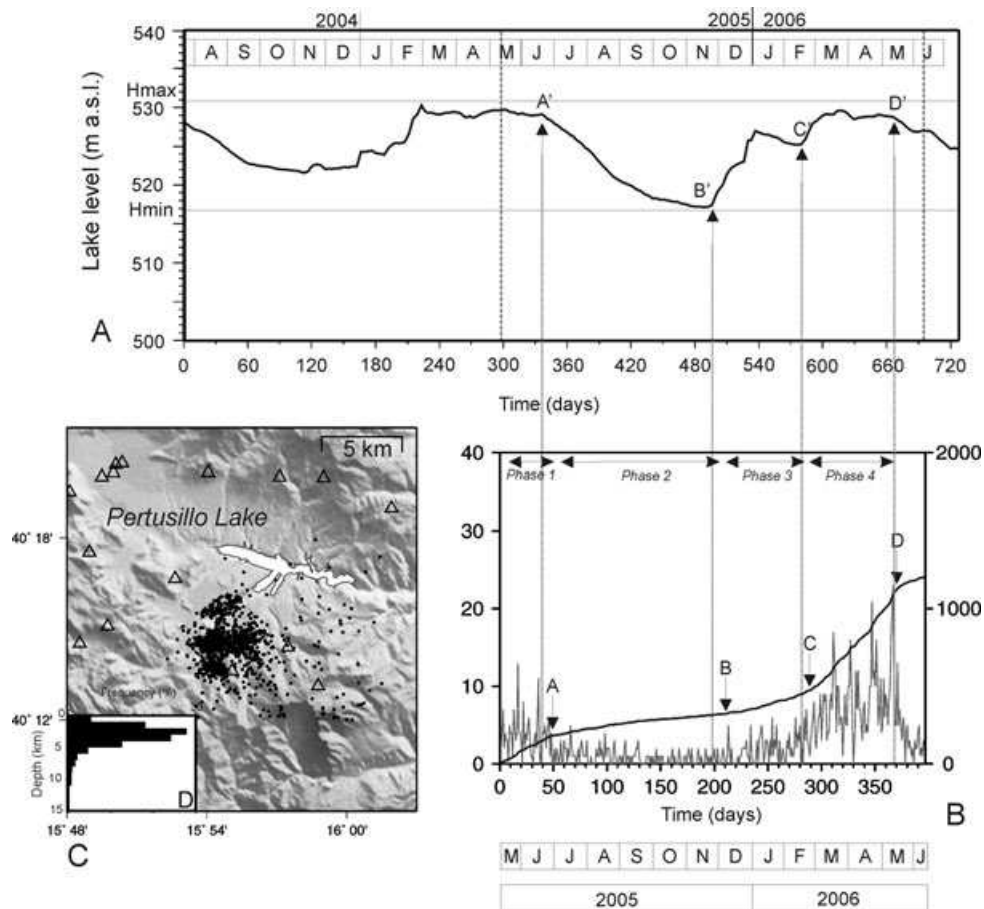 2004 2005 2006
540 A S O N D J F M A M J J A S O N D J F M A M J
Hmax
530 A' D'
C'
520 B'
Hmin
510
500
A
Lake level (m a.s.l.)
0 60 120 180 240 300 360 420 480 540 600 660 720
Time (days)
5 km
Pertusillo Lake
40° 18'
Frequency (%)
40° 12'
0
5
10
15
Depth (km)
D
15° 48' 15° 54' 16° 00'
C
40 2000
Phase 1 Phase 2 Phase 3 Phase 4
30
D
20 1000
C
10 A B
0 0
0 50 100 150 200 250 300 350
Time (days)
B
M J J A S O N D J F M A M J
2005 2006